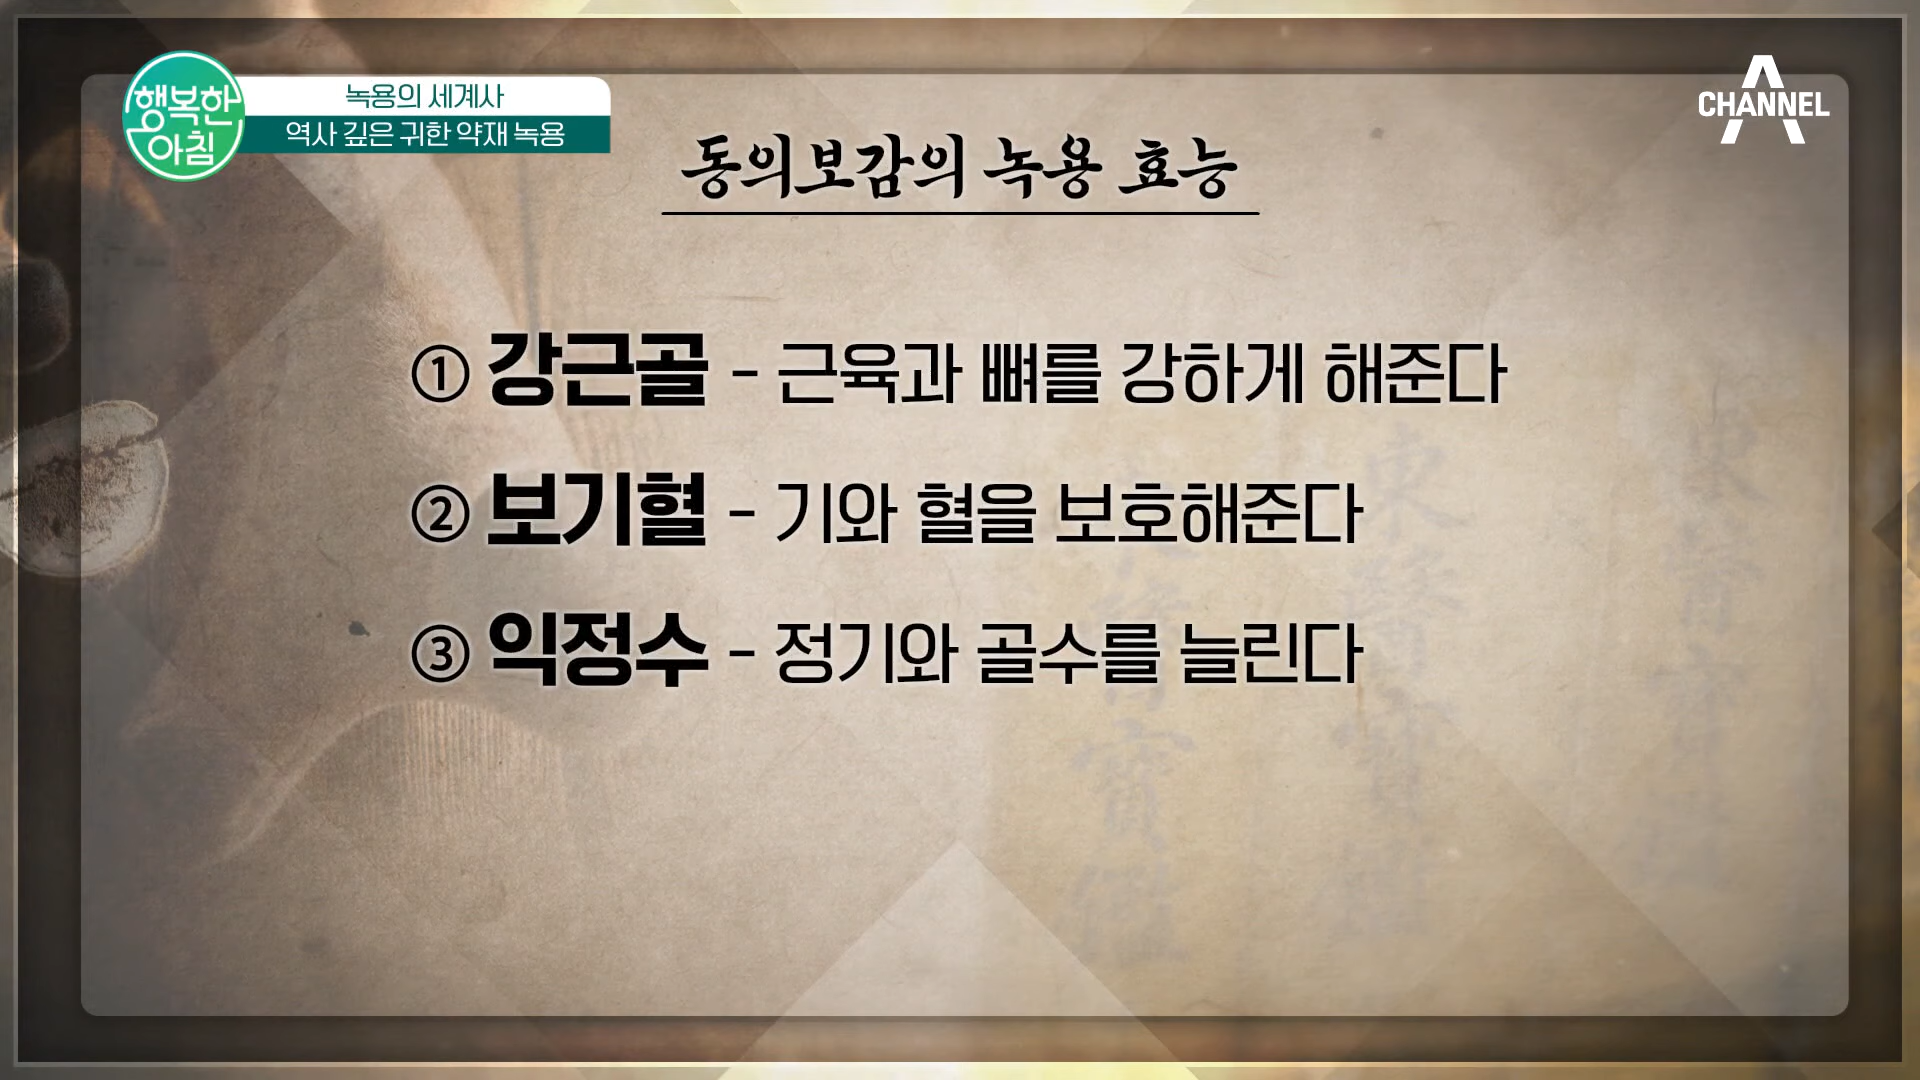 행복한
아침
녹용의 세계사
역사 깊은 귀한 약재 녹용
CHANNEL A
동의보감의 녹용 효능
① 강근골 - 근육과 뼈를 강하게 해준다
② 보기혈 - 기와 혈을 보호해준다
③ 익정수 - 정기와 골수를 늘린다